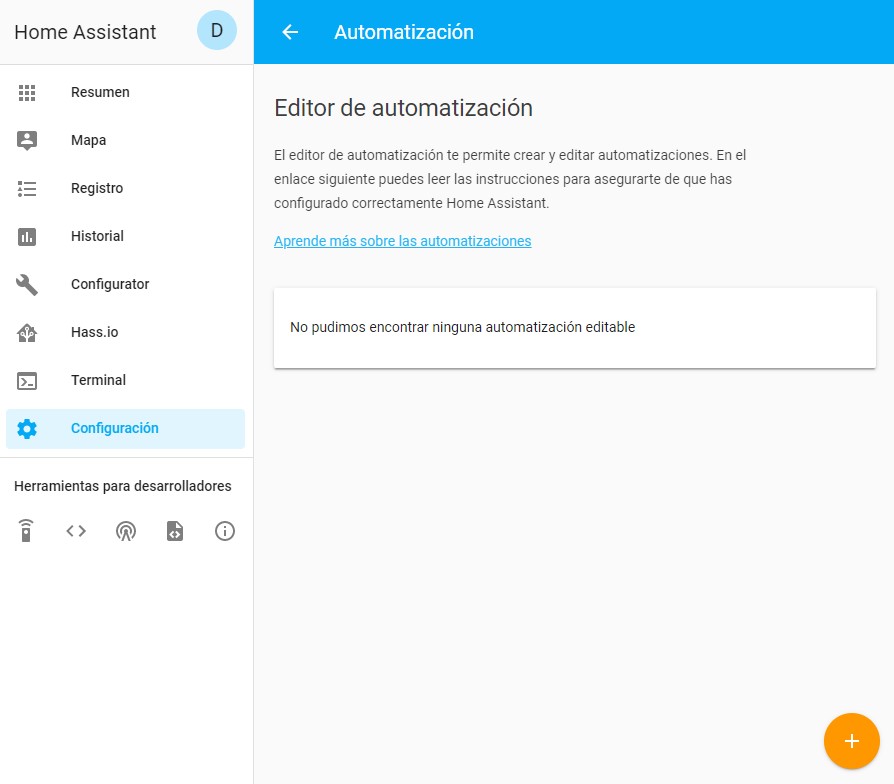 Home Assistant
D
Automatización
Resumen
Mapa
Registro
Historial
Configurator
Hass.io
Terminal
Configuración
Herramientas para desarrolladores
Editor de automatización
El editor de automatización te permite crear y editar automatizaciones. En el
enlace siguiente puedes leer las instrucciones para asegurarte de que has
configurado correctamente Home Assistant.
Aprende más sobre las automatizaciones
No pudimos encontrar ninguna automatización editable